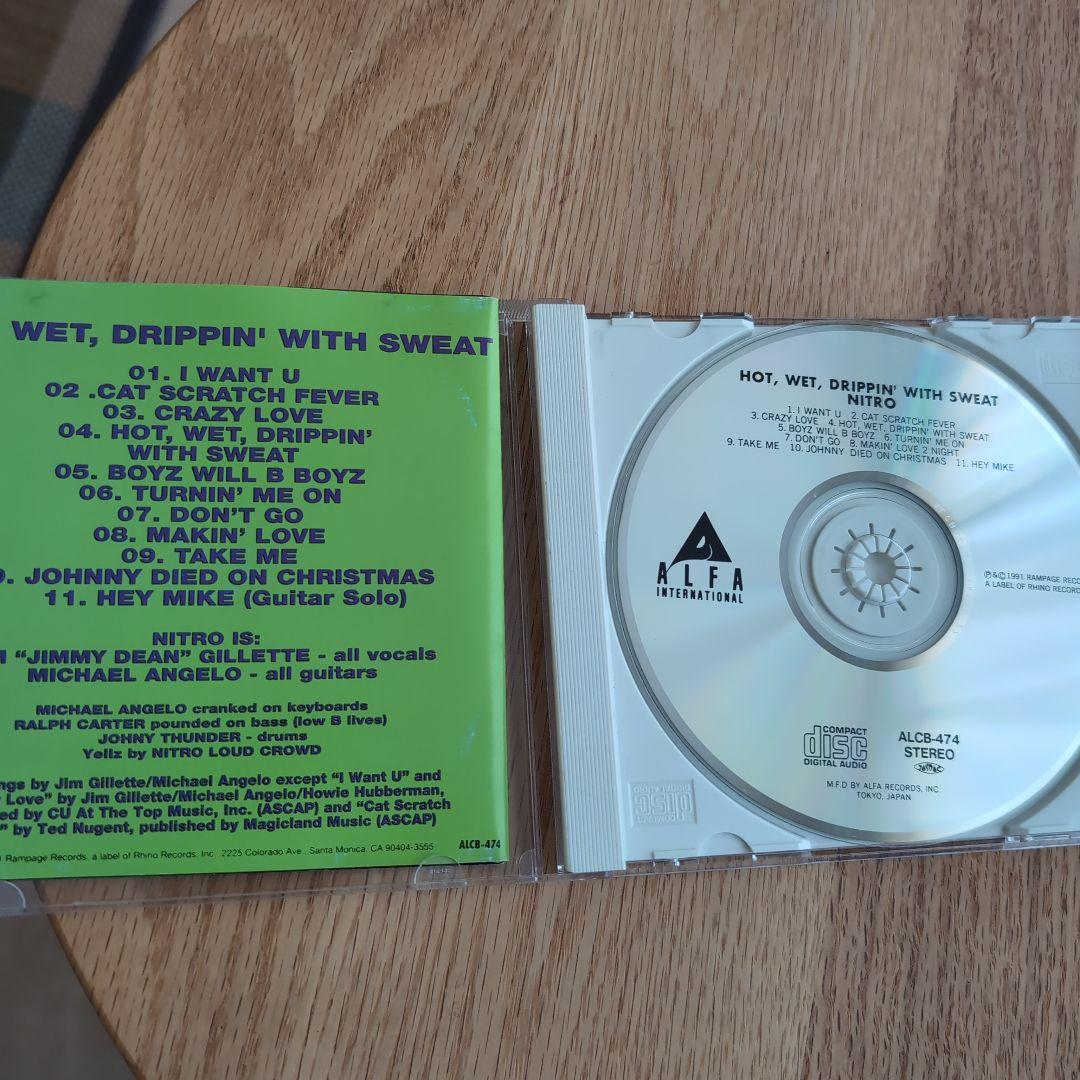 WET, DRIPPIN' WITH SWEAT
01. I WANT U
02 .CAT SCRATCH FEVER
03. CRAZY LOVE
04. HOT, WET, DRIPPIN'
WITH SWEAT
05. BOYZ WILL B BOYZ
06. TURNIN' ME ON
07. DON'T GO
08. MAKIN' LOVE
09. TAKE ME
. JOHNNY DIED ON CHRISTMAS
11. HEY MIKE (Guitar Solo)
NITRO IS:
"JIMMY DEAN" GILLETTE - all vocals
MICHAEL ANGELO - all guitars
MICHAEL ANGELO cranked on keyboards
RALPH CARTER pounded on bass (low B lives)
JOHNY THUNDER - drums
Yellz by NITRO LOUD CROWD
ngs by Jim Gillette/Michael Angelo except "I Want U" and
Love" by Jim Gillette/Michael Angelo/Howie Hubberman,
ed by CU At The Top Music, Inc. (ASCAP) and "Cat Scratch
" by Ted Nugent, published by Magicland Music (ASCAP)
Rampage Records, a label of Rhino Records, Inc. 2225 Colorado Ave., Santa Monica, CA 90404-3555
ALCB-474
HOT, WET, DRIPPIN' WITH SWEAT
NITRO
1. I WANT U 2. CAT SCRATCH FEVER
3. CRAZY LOVE 4. HOT, WET, DRIPPIN' WITH SWEAT
5. BOYZ WILL B BOYZ 6. TURNIN' ME ON
7. DON'T GO 8. MAKIN' LOVE 2 NIGHT
9. TAKE ME 10. JOHNNY DIED ON CHRISTMAS 11. HEY MIKE
ALFA
INTERNATIONAL
℗&© 1991 RAMPAGE RECO
A LABEL OF RHINO RECORD
COMPACT
disc
DIGITAL AUDIO
ALCB-474
STEREO
M.F.D BY ALFA RECORDS, INC.
TOKYO, JAPAN
COMPACT
disc
DIGITAL AUDIO